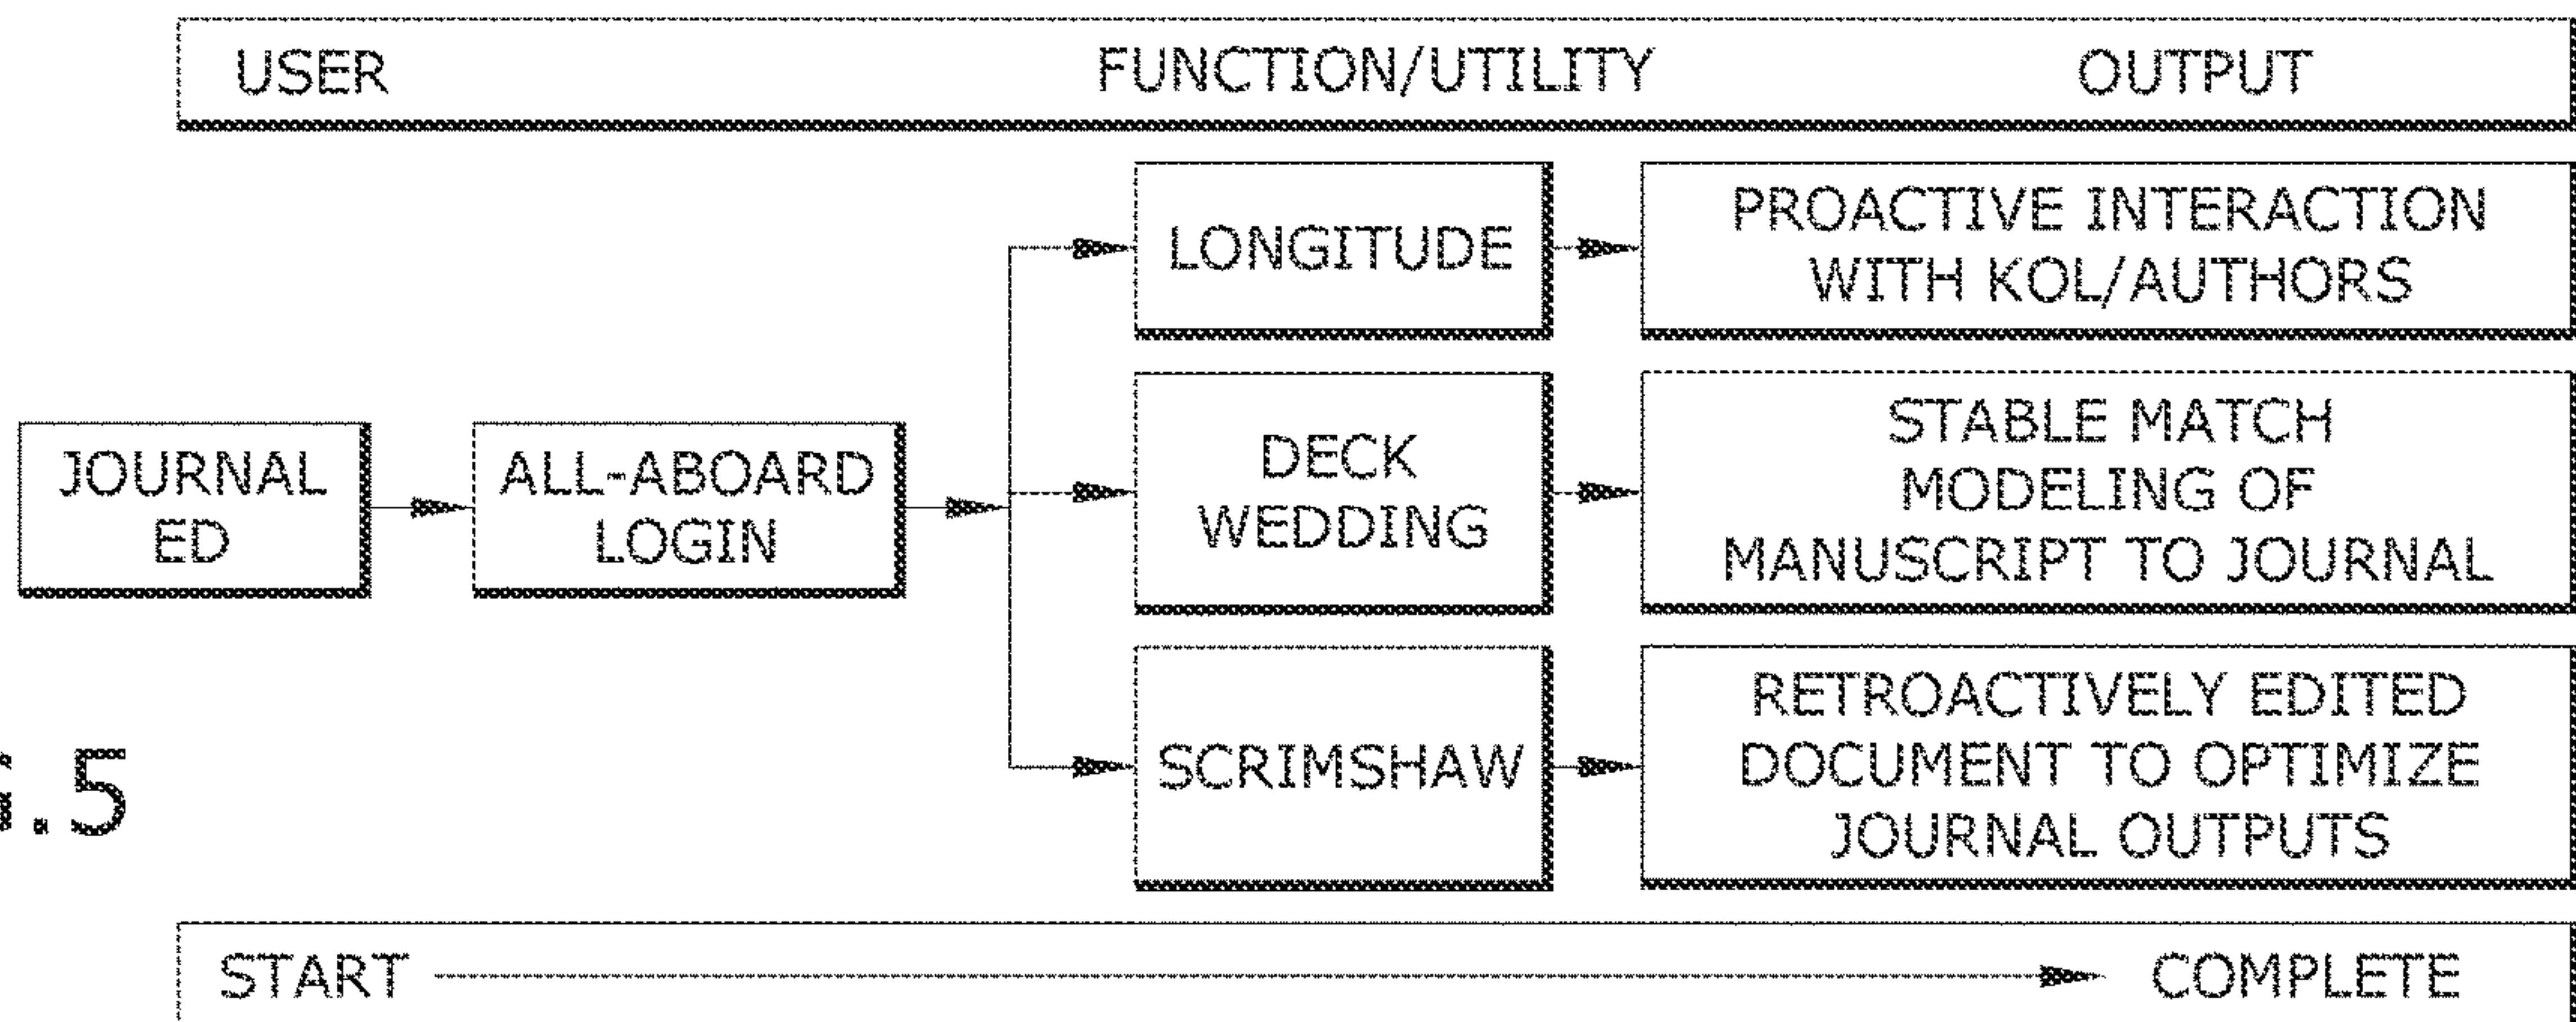 USER FUNCTION/UTILITY OUTPUT
LONGITUDE
PROACTIVE INTERACTION
WITH KOL/AUTHORS
JOURNAL
ED
ALL-ABOARD
LOGIN
DECK
WEDDING
STABLE MATCH
MODELING OF
MANUSCRIPT TO JOURNAL
SCRIMSHAW
RETROACTIVELY EDITED
DOCUMENT TO OPTIMIZE
JOURNAL OUTPUTS
.5
START COMPLETE